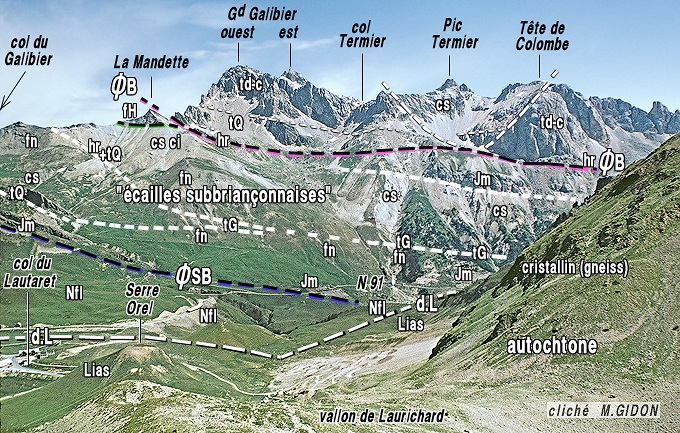 Gd Galibier
ouest est
col du
Galibier
La Mandette
col
Termier
Pic
Termier
Tête de
Colombe
ɸB
fH
td-c
cs
td-c
tQ
fn
hr+tQ
cs ci
hr
hr ɸB
Jm
fn
cs
"écailles subbriançonnaises"
cs
cs
tQ
tG
fn
fn
tG
fn
tG
Jm
ɸSB
Jm
Jm
N 91
cristallin (gneiss)
col du
Lautaret
Nfl
Serre
Orel
Nfl
Nfl
d.L
d.L
Lias
Lias
autochtone
vallon de Laurichard
cliché M.GIDON